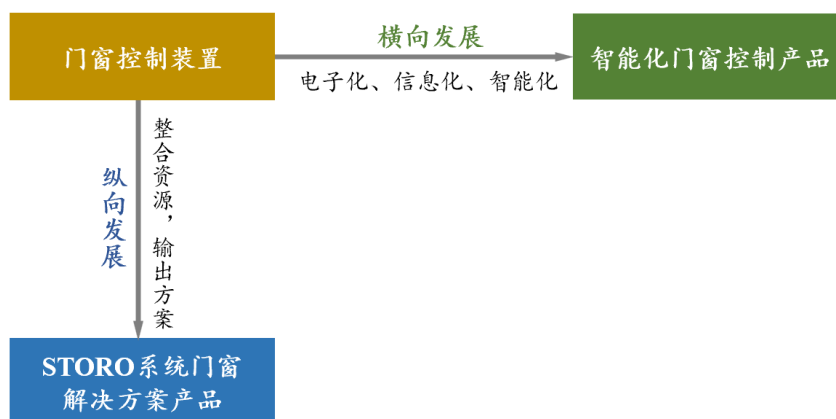 门窗控制装置
横向发展
电子化、信息化、智能化
智能化门窗控制产品
纵向发展
整合资源，输出方案
STORO系统门窗
解决方案产品